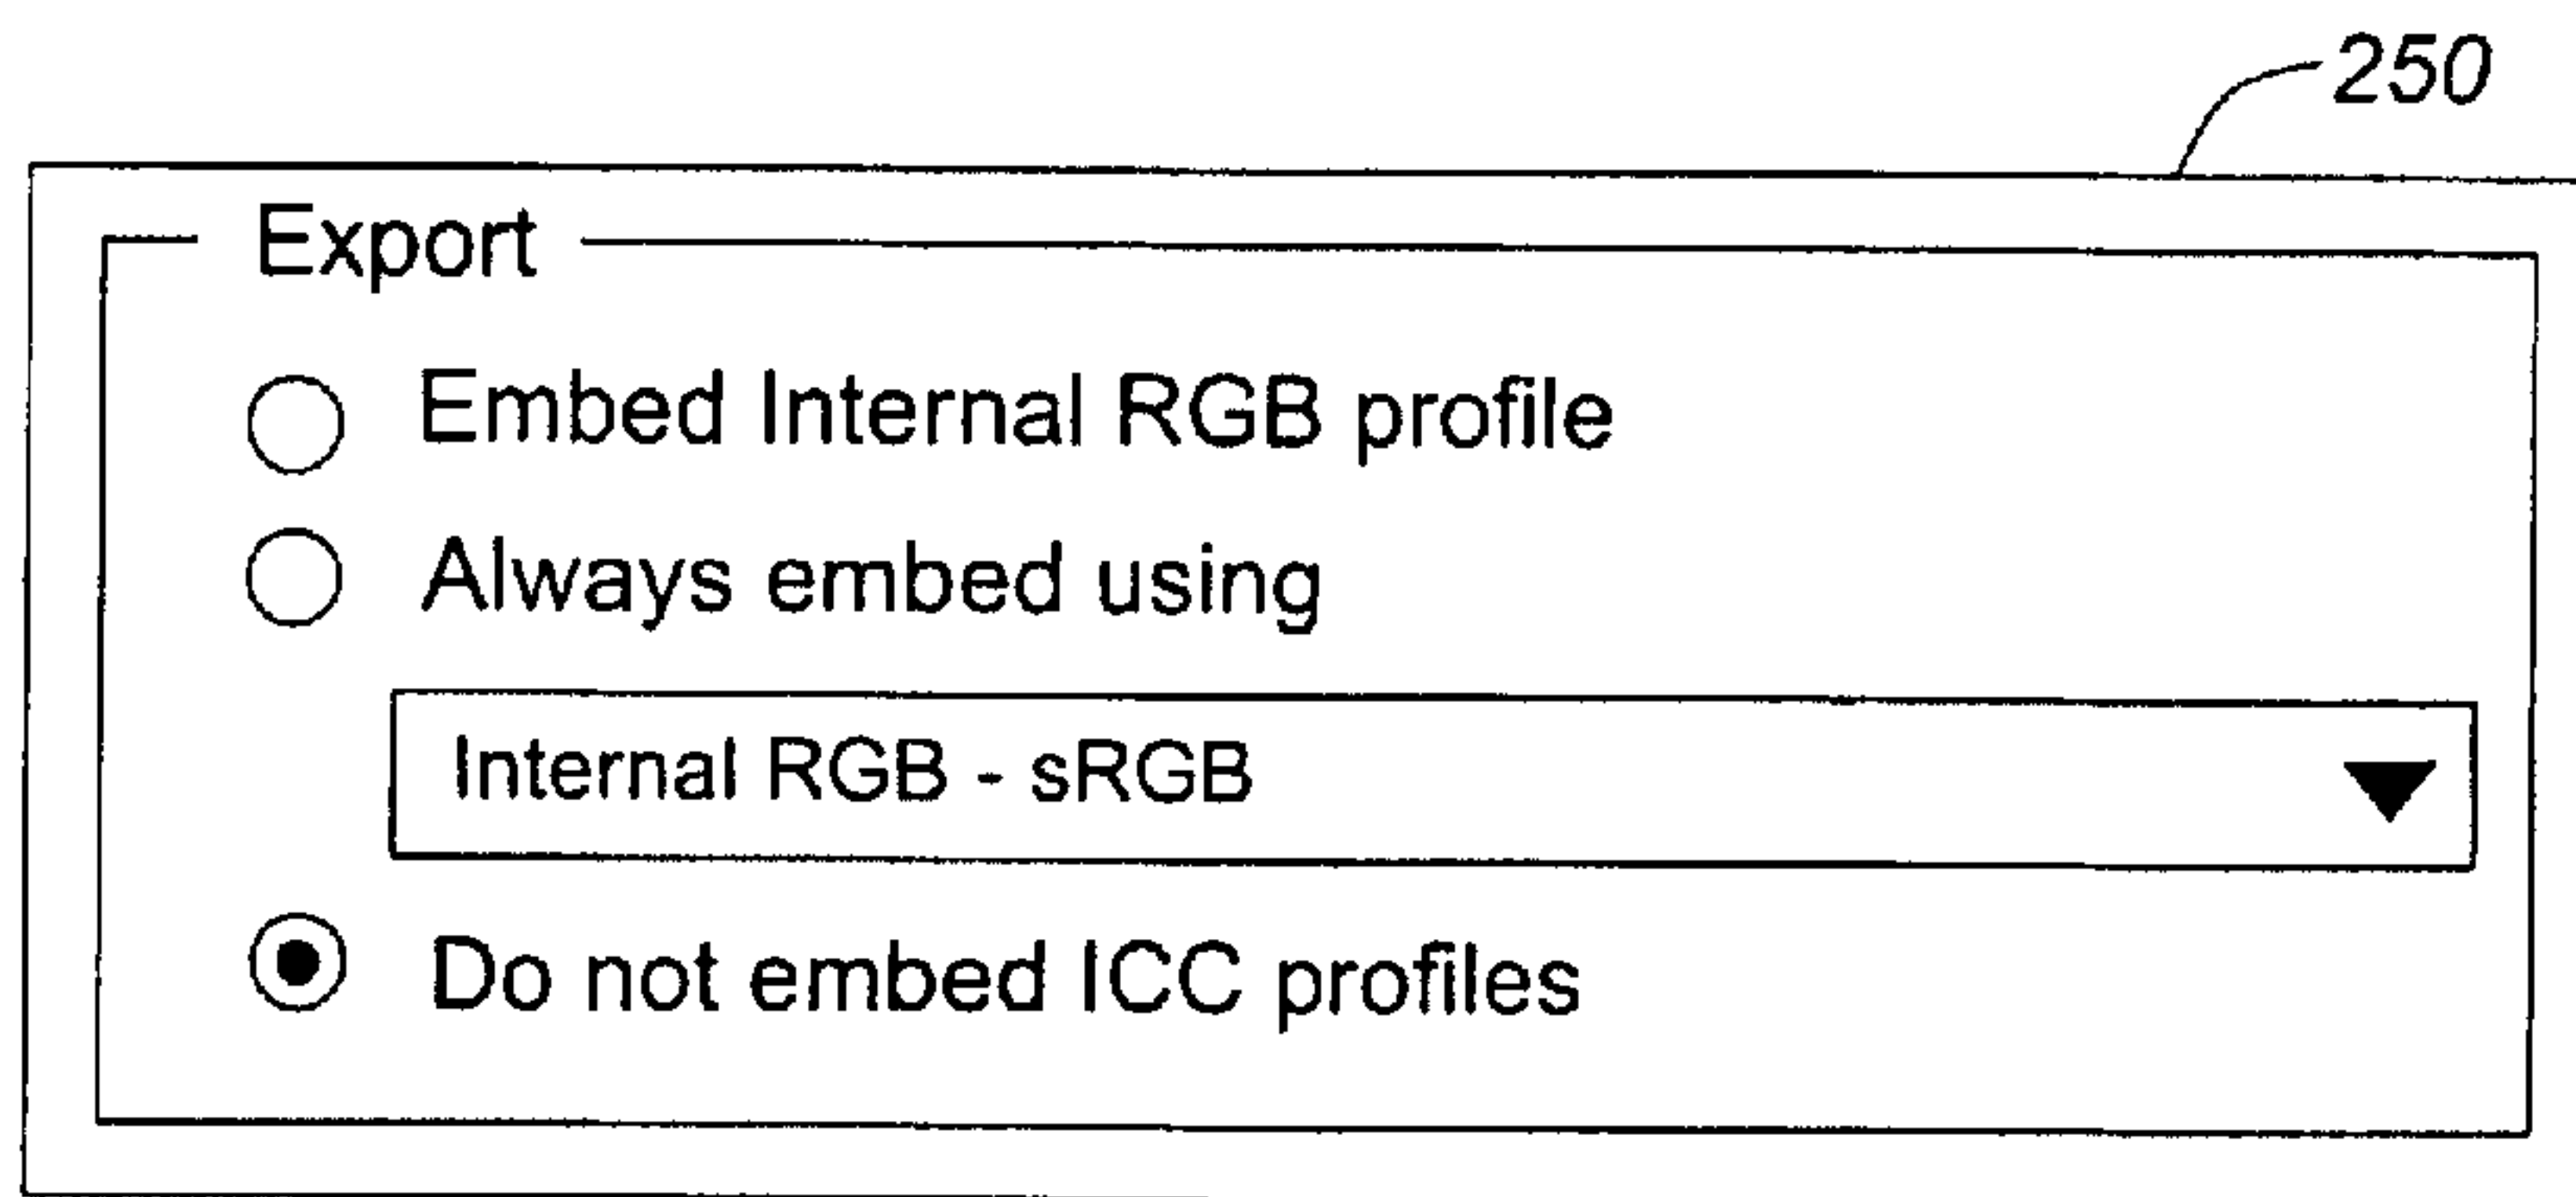 250
Export
Embed Internal RGB profile
Always embed using
Internal RGB - sRGB
Do not embed ICC profiles